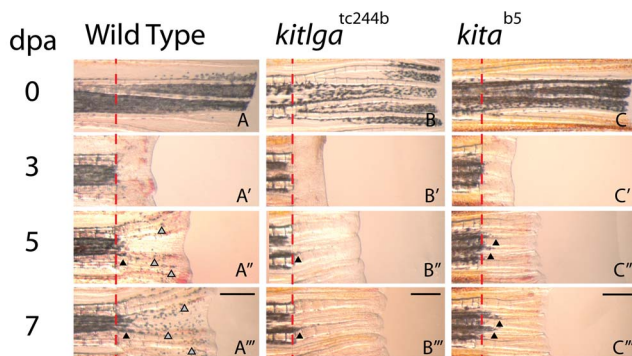 dpa Wild Type kitlga tc244b kita b5
0 A B C
3 A' B' C'
5 A" B" C"
7 A''' B''' C'''